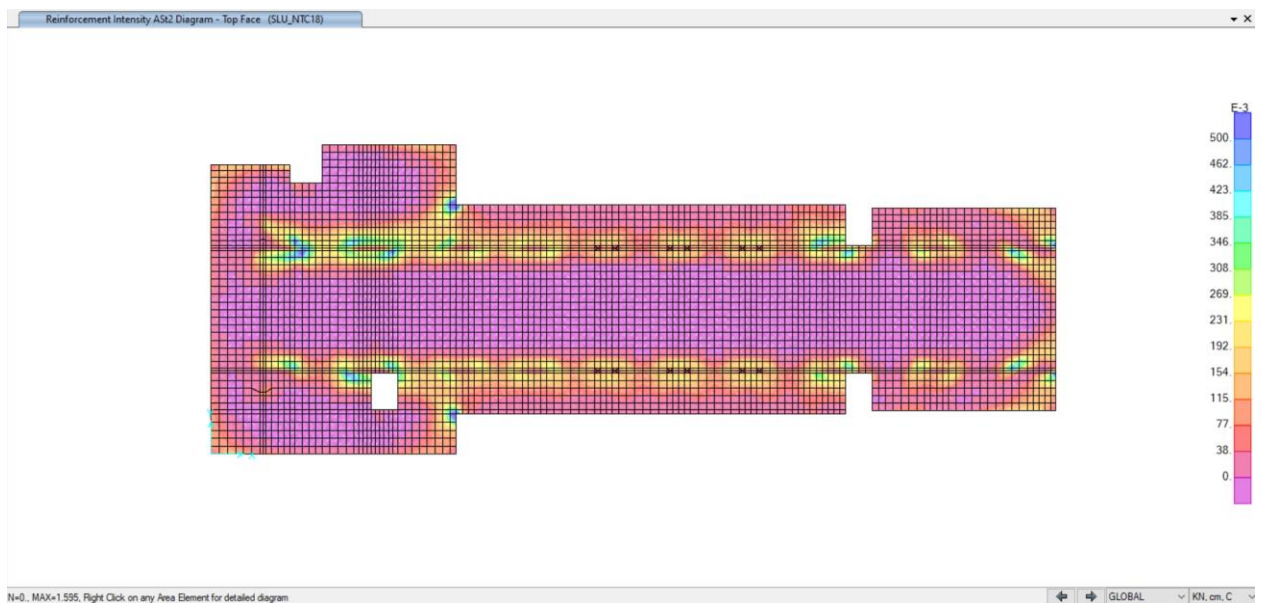 Reinforcement Intensity ASt2 Diagram - Top Face (SLU_NTC18)
E-3
500.
462.
423.
385.
346.
308.
269.
231.
192.
154.
115.
77.
38.
0.
N=0., MAX=1.595, Right Click on any Area Element for detailed diagram
GLOBAL
KN, cm, C